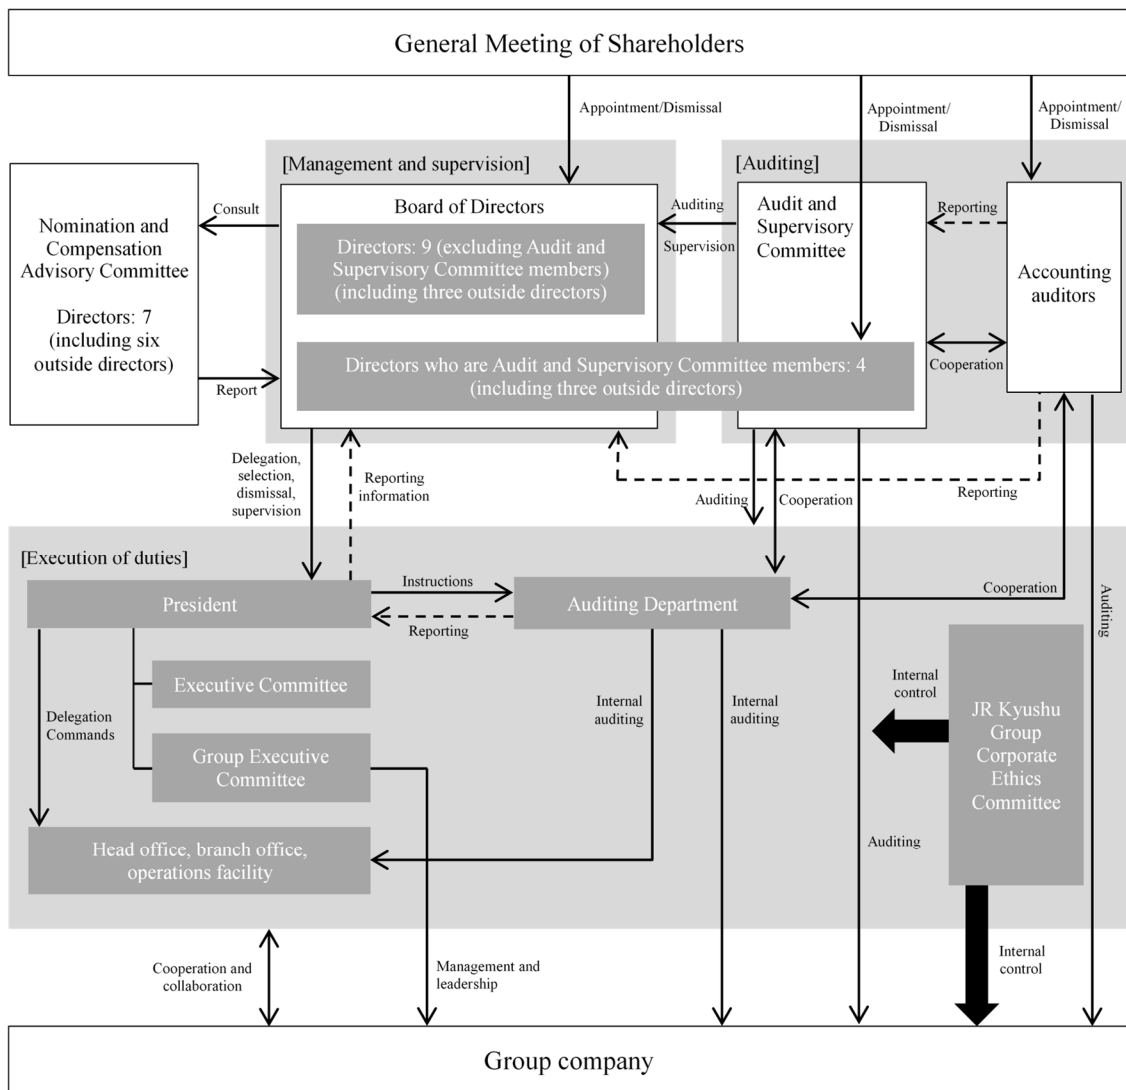 General Meeting of Shareholders
Appointment/Dismissal
Appointment/
Dismissal
Appointment/
Dismissal
[Management and supervision]
[Auditing]
Nomination and
Compensation
Advisory Committee
Directors: 7
(including six
outside directors)
Consult
Report
Board of Directors
Directors: 9 (excluding Audit and
Supervisory Committee members)
(including three outside directors)
Auditing
Supervision
Audit and
Supervisory
Committee
Reporting
Accounting
auditors
Cooperation
Directors who are Audit and Supervisory Committee members: 4
(including three outside directors)
Delegation,
selection,
dismissal,
supervision
Reporting
information
Auditing
Cooperation
Reporting
[Execution of duties]
President
Instructions
Reporting
Auditing Department
Cooperation
Auditing
Executive Committee
Delegation
Commands
Group Executive
Committee
Internal
auditing
Internal
auditing
Internal
control
JR Kyushu
Group
Corporate
Ethics
Committee
Head office, branch office,
operations facility
Auditing
Cooperation and
collaboration
Management and
leadership
Internal
control
Group company